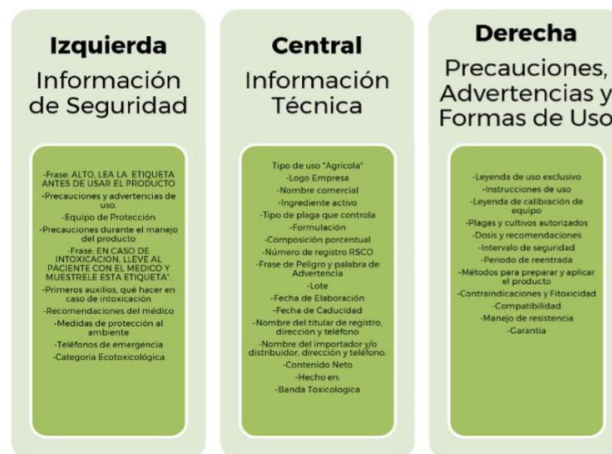 Izquierda
Información
de Seguridad
-Frase: ALTO, LEA LA ETIQUETA
ANTES DE USAR EL PRODUCTO
-Precauciones y advertencias de
uso.
-Equipo de Protección
-Precauciones durante el manejo
del producto
-Frase: EN CASO DE
INTOXICACION, LLEVE AL
PACIENTE CON EL MEDICO Y
MUESTRELE ESTA ETIQUETA".
-Primeros auxilios, qué hacer en
caso de intoxicación
-Recomendaciones del médico
-Medidas de protección al
ambiente
-Teléfonos de emergencia
-Categoria Ecotoxicológica
Central
Información
Técnica
Tipo de uso "Agrícola"
-Logo Empresa
-Nombre comercial
-Ingrediente activo
-Tipo de plaga que controla
-Formulación
-Composición porcentual
-Número de registro RSCO
-Frase de Peligro y palabra de
Advertencia
-Lote
-Fecha de Elaboración
-Fecha de Caducidad
-Nombre del titular de registro,
dirección y teléfono
-Nombre del importador y/o
distribuidor, dirección y teléfono.
-Contenido Neto
-Hecho en:
-Banda Toxicologica
Derecha
Precauciones,
Advertencias y
Formas de Uso
-Leyenda de uso exclusivo
-Instrucciones de uso
-Leyenda de calibración de
equipo
-Plagas y cultivos autorizados
-Dosis y recomendaciones
-Intervalo de seguridad
-Periodo de reentrada
-Métodos para preparar y aplicar
el producto
-Contraindicaciones y Fitoxicidad
-Compatibilidad
-Manejo de resistencia
-Garantia